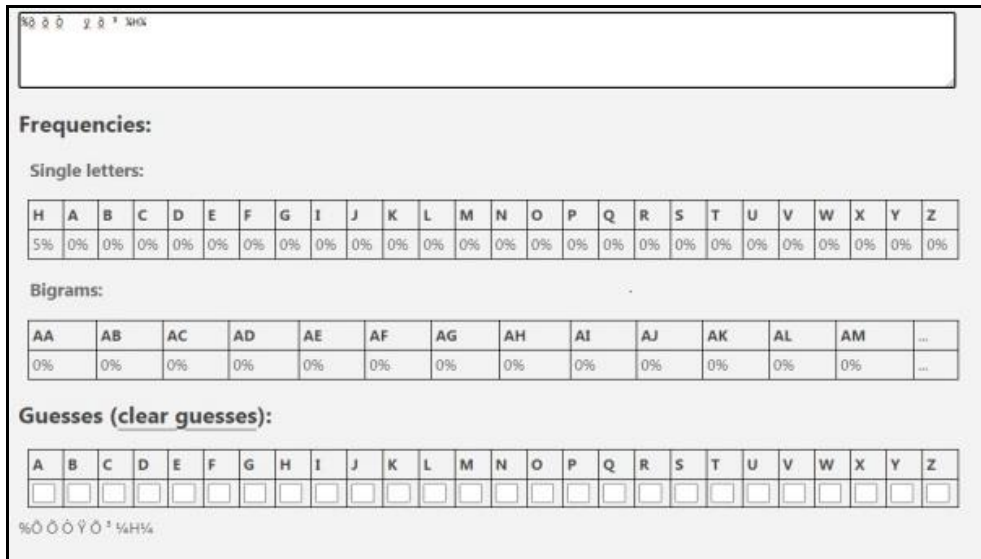 Frequencies:
Single letters:
H A B C D E F G I J K L M N O P Q R S T U V W X Y Z
5% 0% 0% 0% 0% 0% 0% 0% 0% 0% 0% 0% 0% 0% 0% 0% 0% 0% 0% 0% 0% 0% 0% 0% 0% 0%
Bigrams:
AA AB AC AD AE AF AG AH AI AJ AK AL AM ...
0% 0% 0% 0% 0% 0% 0% 0% 0% 0% 0% 0% 0% ...
Guesses (clear guesses):
A B C D E F G H I J K L M N O P Q R S T U V W X Y Z
¼H¼